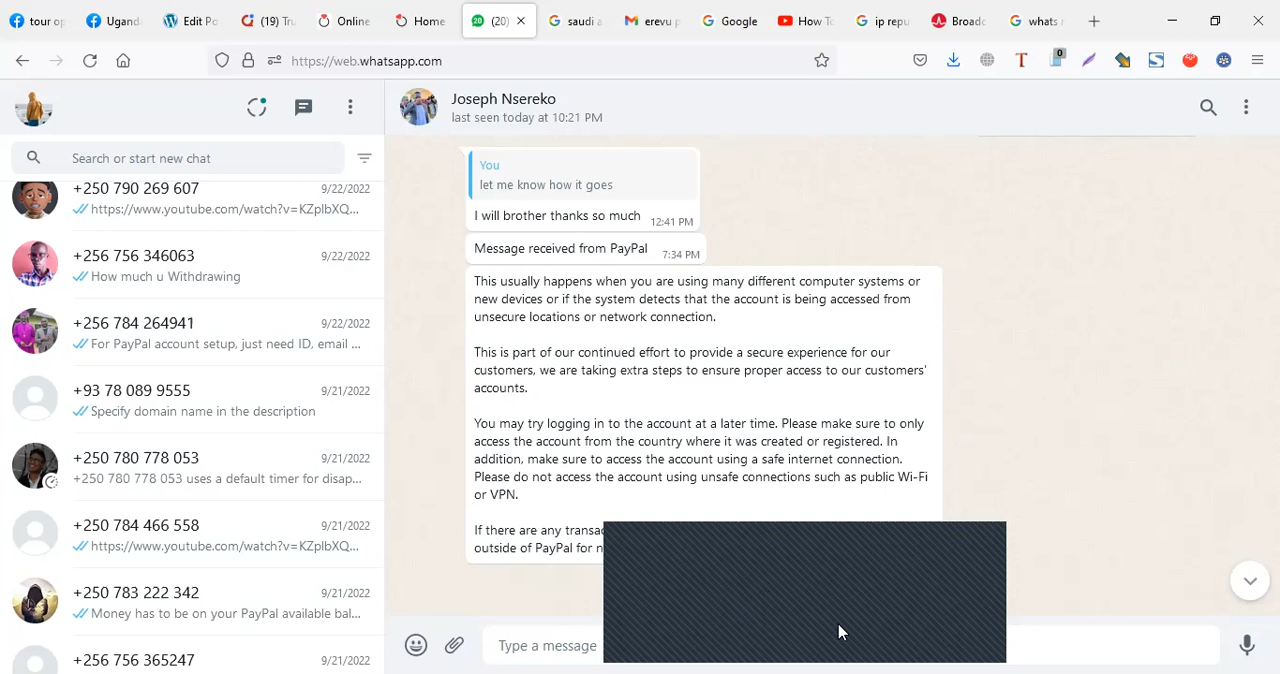 tour op
Uganda
Edit Po
(19) Tru
Online
Home
20
(20)
saudi a
erevu p
Google
How To
ip repu
Broadc
whats n
https://web.whatsapp.com
0
T
S
Joseph Nsereko
last seen today at 10:21 PM
Search or start new chat
+250 790 269 607
9/22/2022
https://www.youtube.com/watch?v=KZpIbXQ...
+256 756 346063
9/22/2022
How much u Withdrawing
+256 784 264941
9/22/2022
For PayPal account setup, just need ID, email ...
+93 78 089 9555
9/21/2022
Specify domain name in the description
+250 780 778 053
9/21/2022
+250 780 778 053 uses a default timer for disap...
+250 784 466 558
9/21/2022
https://www.youtube.com/watch?v=KZpIbXQ...
+250 783 222 342
9/21/2022
Money has to be on your PayPal available bal...
+256 756 365247
9/21/2022
You
let me know how it goes
I will brother thanks so much
12:41 PM
Message received from PayPal
7:34 PM
This usually happens when you are using many different computer systems or
new devices or if the system detects that the account is being accessed from
unsecure locations or network connection.
This is part of our continued effort to provide a secure experience for our
customers, we are taking extra steps to ensure proper access to our customers'
accounts.
You may try logging in to the account at a later time. Please make sure to only
access the account from the country where it was created or registered. In
addition, make sure to access the account using a safe internet connection.
Please do not access the account using unsafe connections such as public Wi-Fi
or VPN.
If there are any transac
outside of PayPal for n
Type a message